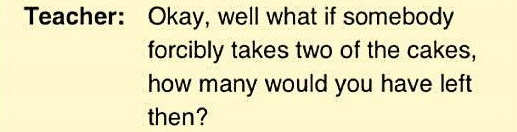 Teacher: Okay, well what if somebody
forcibly takes two of the cakes,
how many would you have left
then?